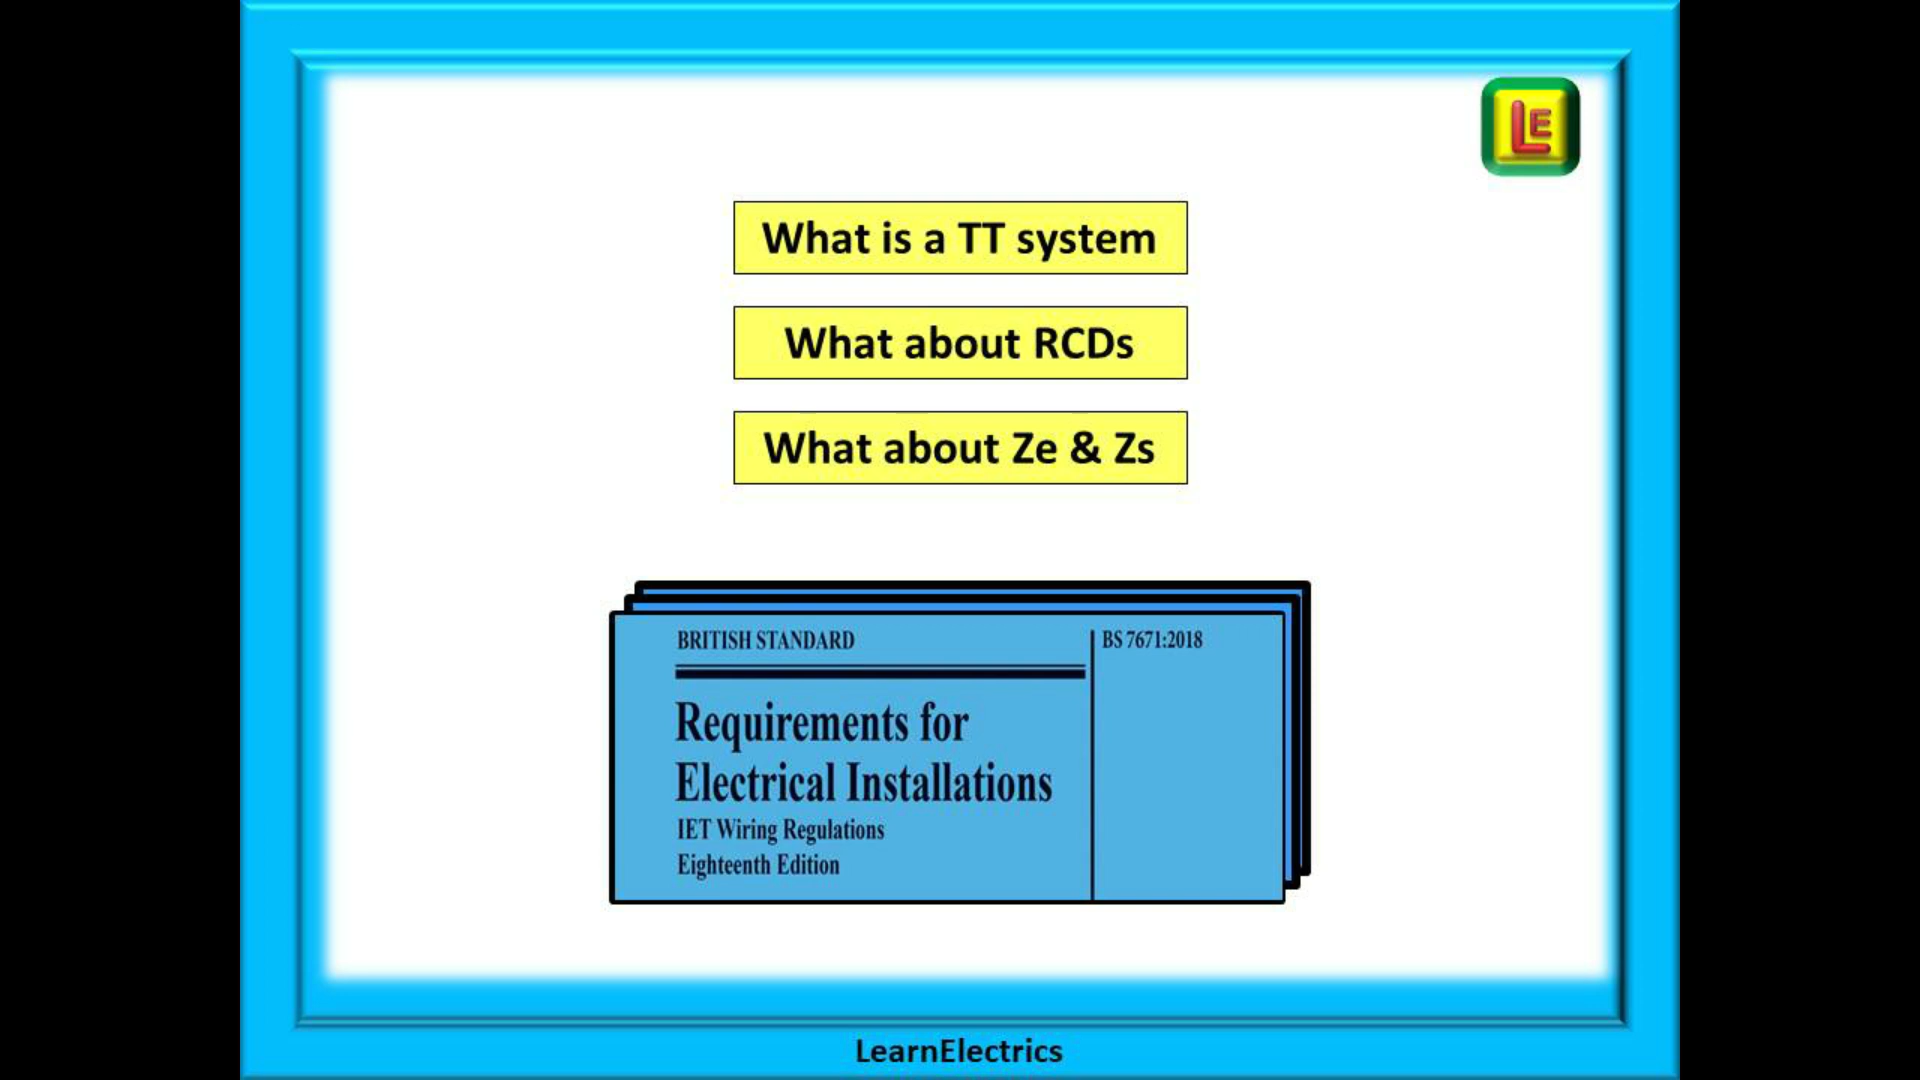 LE
What is a TT system
What about RCDs
What about Ze & Zs
BRITISH STANDARD
BS 7671:2018
Requirements for
Electrical Installations
IET Wiring Regulations
Eighteenth Edition
LearnElectrics